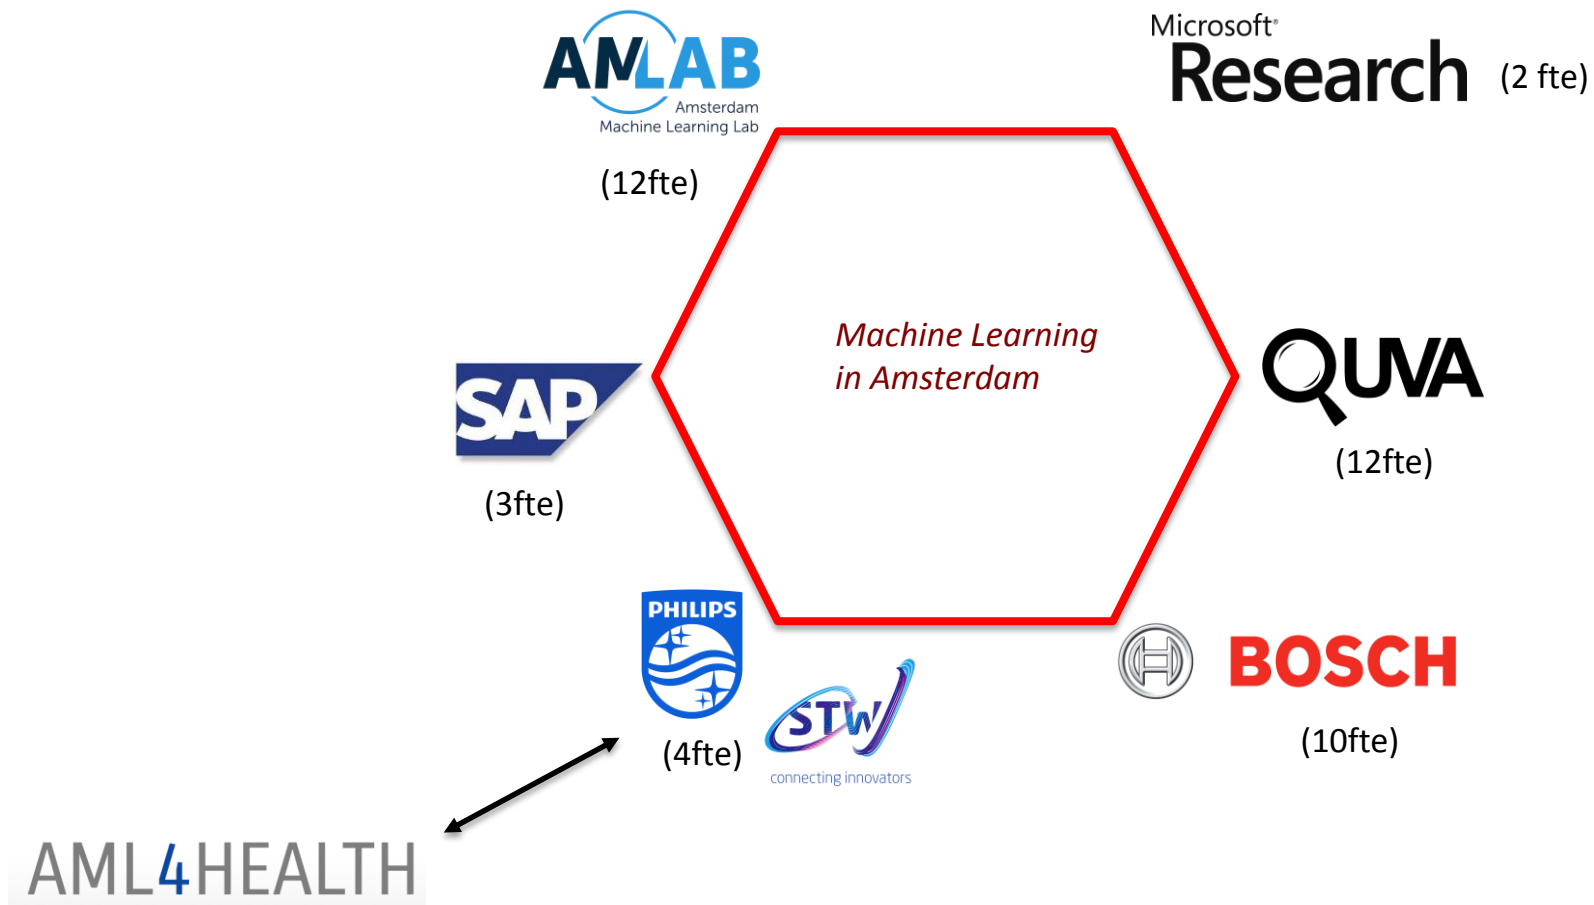 AMLAB
Amsterdam
Machine Learning Lab
(12fte)
Microsoft®
Research
(2 fte)
Machine Learning
in Amsterdam
SAP
(3fte)
QUVA
(12fte)
PHILIPS
(4fte)
STW
connecting innovators
BOSCH
(10fte)
AML4HEALTH